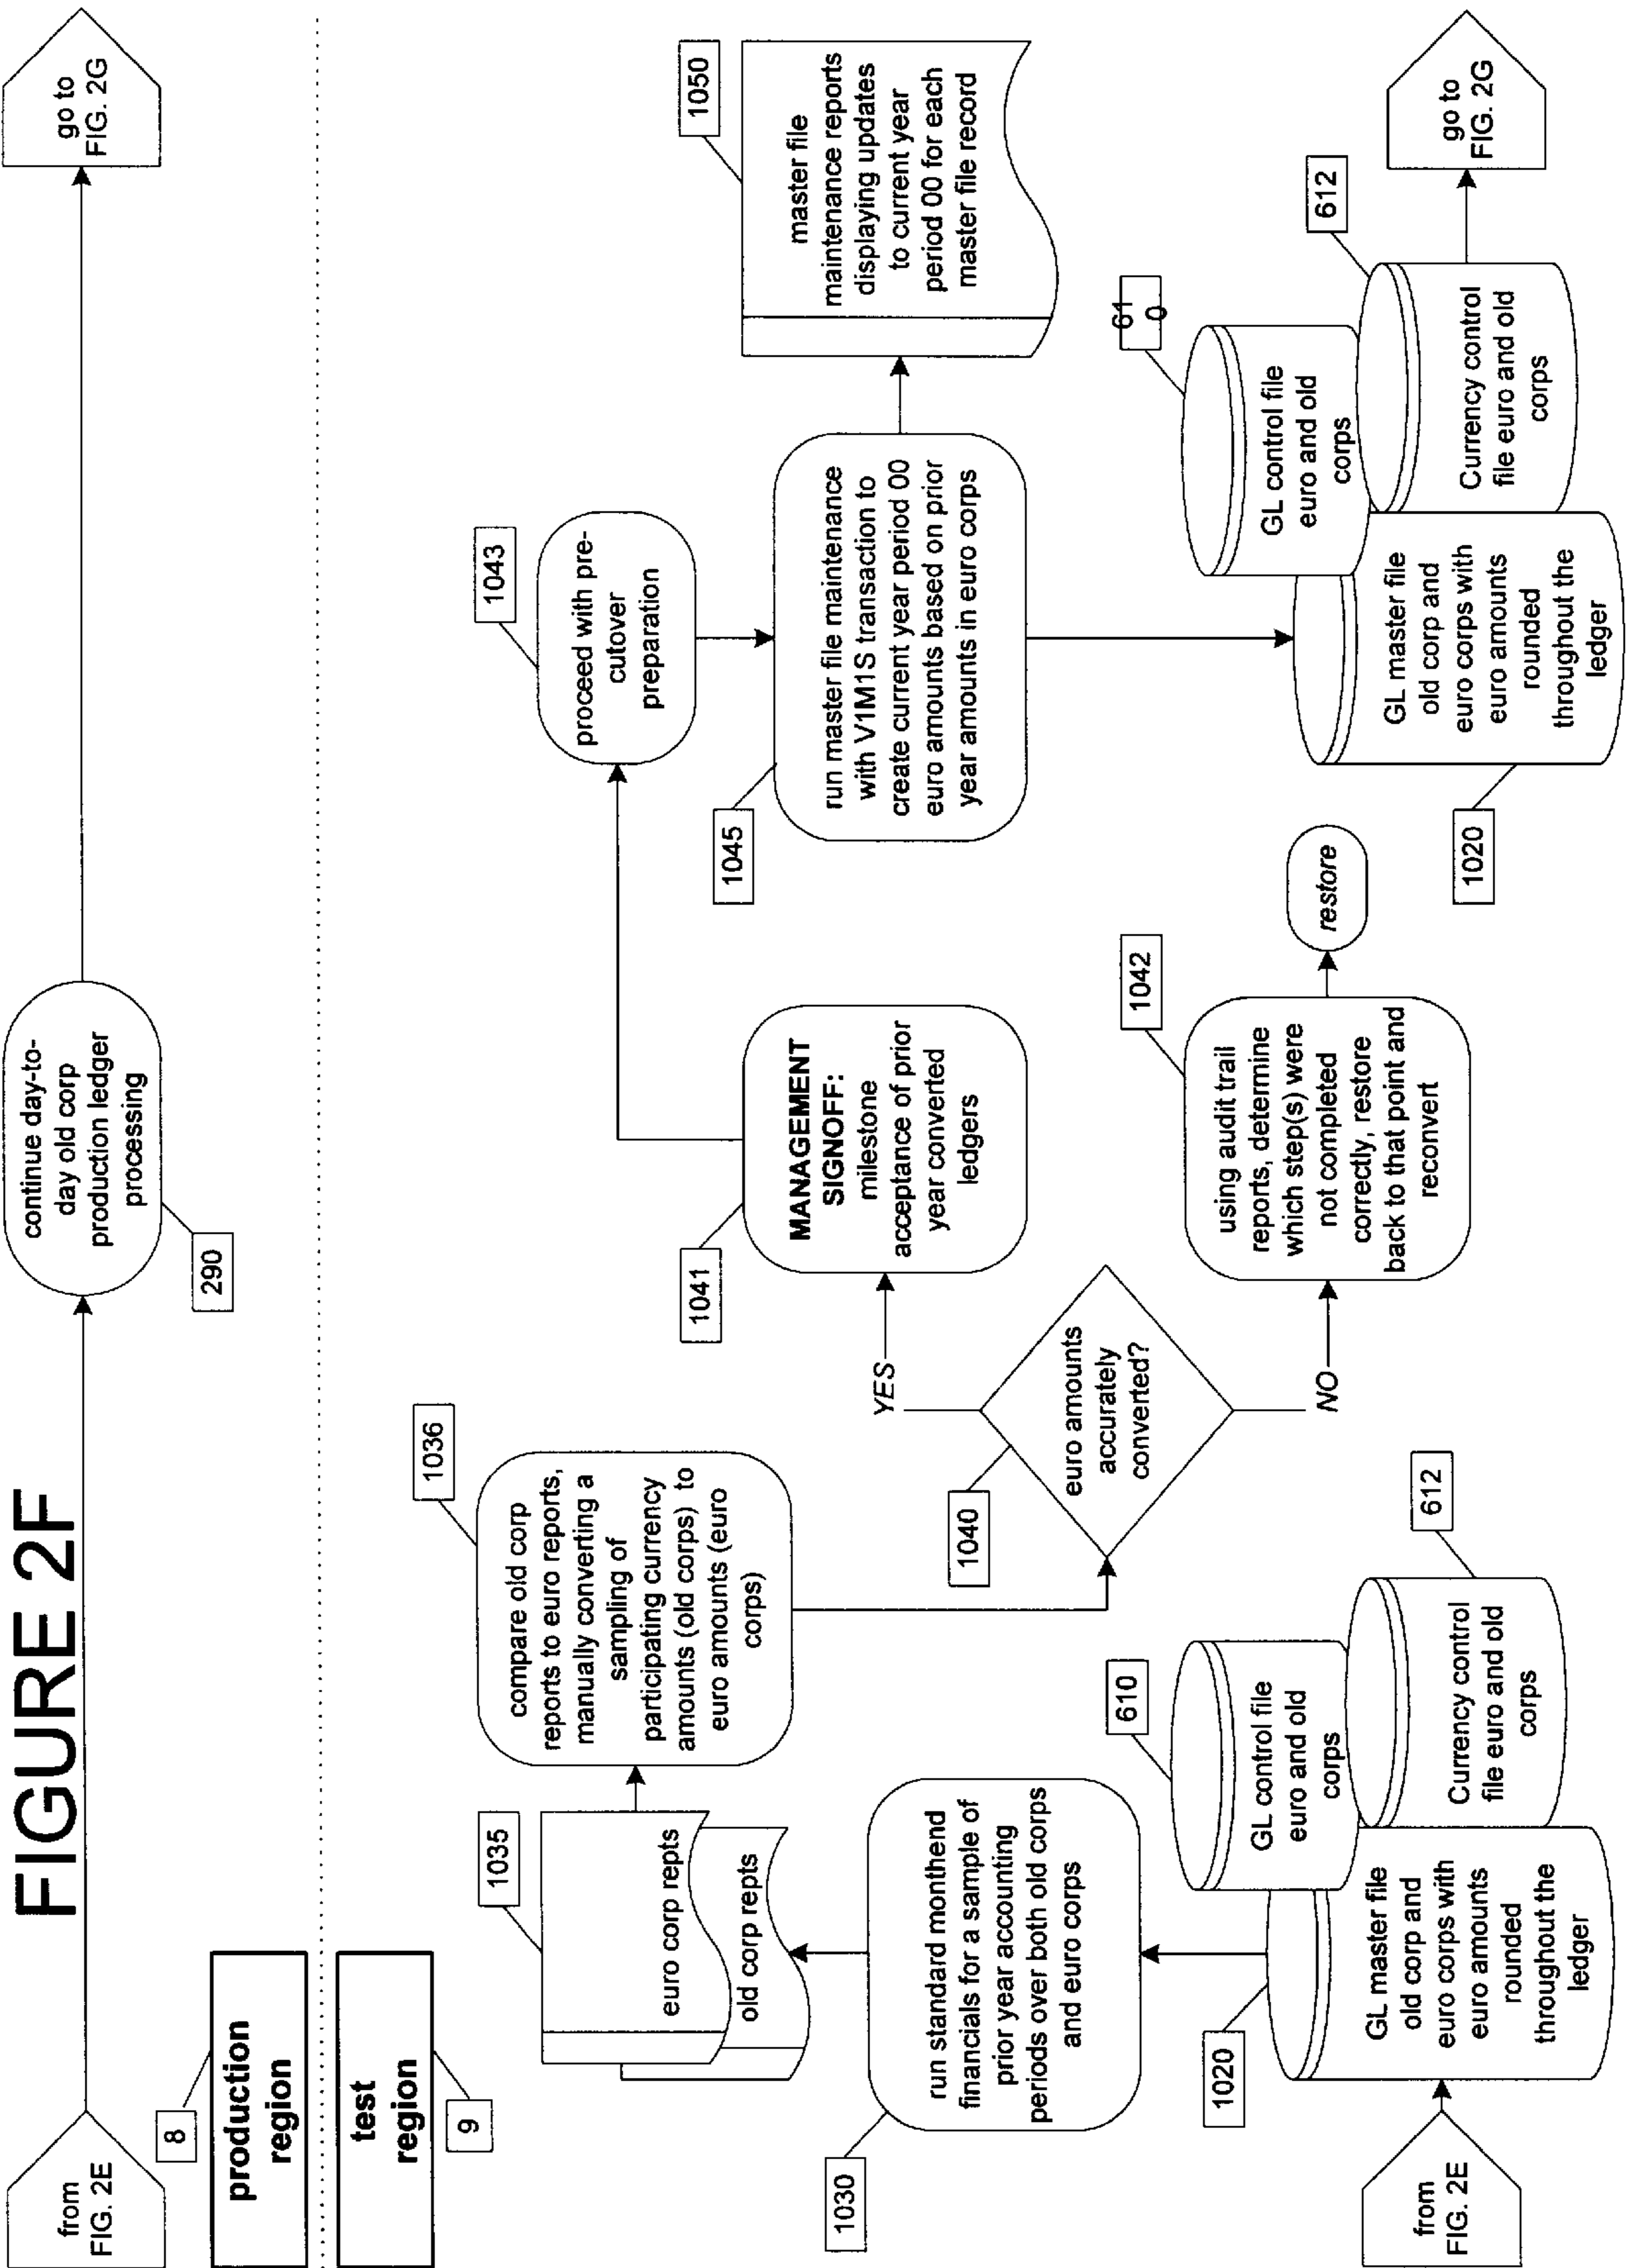 FIGURE 2F
from
FIG. 2E
continue day-to-
day old corp
production ledger
processing
290
go to
FIG. 2G
8
production
region
test
region
9
from
FIG. 2E
GL master file
old corp and
euro corps with
euro amounts
rounded
throughout the
ledger
1020
GL control file
euro and old
corps
610
Currency control
file euro and old
corps
612
1030
run standard monthend
financials for a sample of
prior year accounting
periods over both old corps
and euro corps
1035
euro corp repts
old corp repts
1036
compare old corp
reports to euro reports,
manually converting a
sampling of
participating currency
amounts (old corps) to
euro amounts (euro
corps)
1040
euro amounts
accurately
converted?
YES
NO
1041
MANAGEMENT
SIGNOFF:
milestone
acceptance of prior
year converted
ledgers
1042
using audit trail
reports, determine
which step(s) were
not completed
correctly, restore
back to that point and
reconvert
restore
1043
proceed with pre-
cutover
preparation
1045
run master file maintenance
with V1M1S transaction to
create current year period 00
euro amounts based on prior
year amounts in euro corps
1050
master file
maintenance reports
displaying updates
to current year
period 00 for each
master file record
1020
GL master file
old corp and
euro corps with
euro amounts
rounded
throughout the
ledger
61
0
GL control file
euro and old
corps
612
Currency control
file euro and old
corps
go to
FIG. 2G